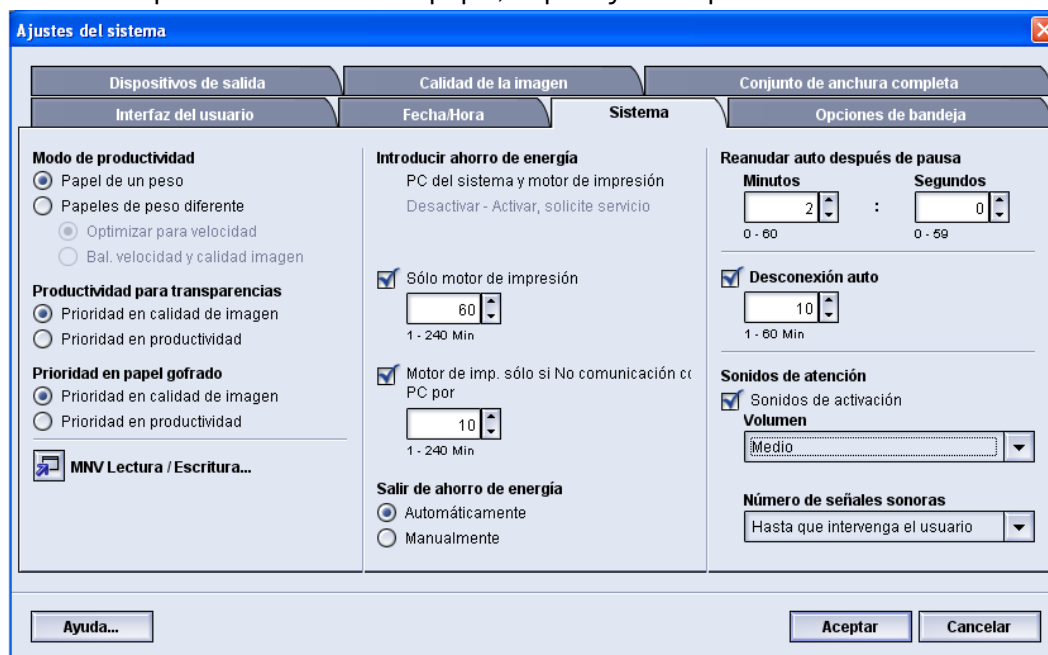 Ajustes del sistema
Dispositivos de salida
Calidad de la imagen
Conjunto de anchura completa
Interfaz del usuario
Fecha/Hora
Sistema
Opciones de bandeja
Modo de productividad
Papel de un peso
Papeles de peso diferente
Optimizar para velocidad
Bal. velocidad y calidad imagen
Productividad para transparencias
Prioridad en calidad de imagen
Prioridad en productividad
Prioridad en papel gofrado
Prioridad en calidad de imagen
Prioridad en productividad
MNV Lectura / Escritura...
Introducir ahorro de energía
PC del sistema y motor de impresión
Desactivar - Activar, solicite servicio
Sólo motor de impresión
60
1 - 240 Min
Motor de imp. sólo si No comunicación co
PC por
10
1 - 240 Min
Salir de ahorro de energía
Automáticamente
Manualmente
Reanudar auto después de pausa
Minutos
Segundos
2 : 0
0 - 60
0 - 59
Desconexión auto
10
1 - 60 Min
Sonidos de atención
Sonidos de activación
Volumen
Medio
Número de señales sonoras
Hasta que intervenga el usuario
Ayuda...
Aceptar
Cancelar